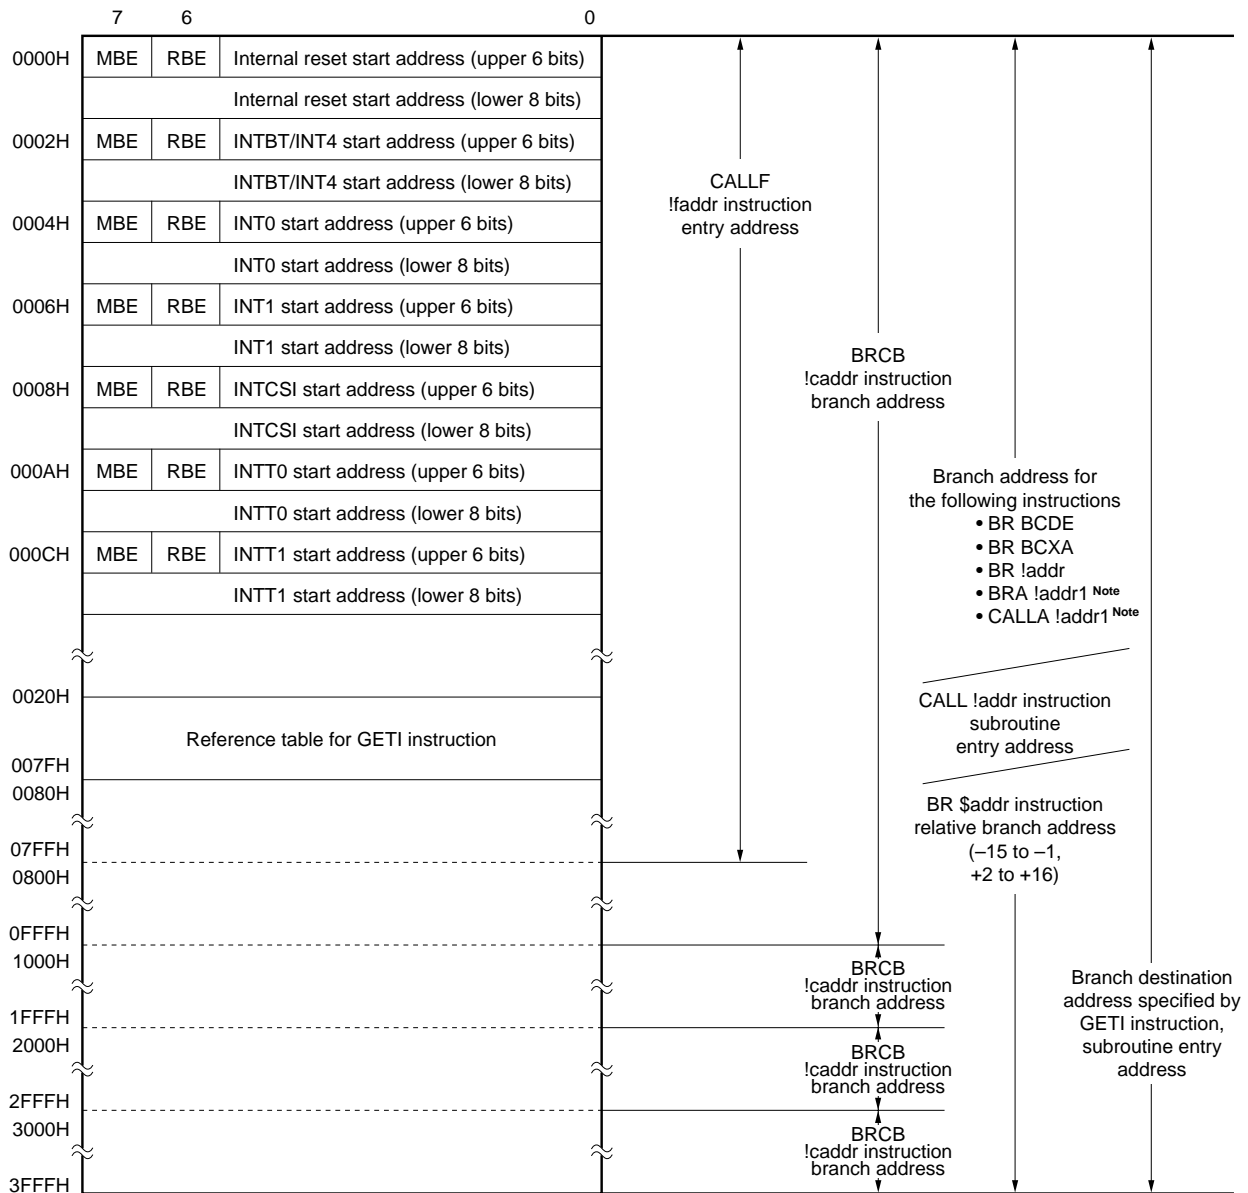 7 6 0
0000H MBE RBE Internal reset start address (upper 6 bits)
Internal reset start address (lower 8 bits)
0002H MBE RBE INTBT/INT4 start address (upper 6 bits)
INTBT/INT4 start address (lower 8 bits)
0004H MBE RBE INT0 start address (upper 6 bits)
INT0 start address (lower 8 bits)
0006H MBE RBE INT1 start address (upper 6 bits)
INT1 start address (lower 8 bits)
0008H MBE RBE INTCSI start address (upper 6 bits)
INTCSI start address (lower 8 bits)
000AH MBE RBE INTT0 start address (upper 6 bits)
INTT0 start address (lower 8 bits)
000CH MBE RBE INTT1 start address (upper 6 bits)
INTT1 start address (lower 8 bits)
0020H
Reference table for GETI instruction
007FH
0080H
07FFH
0800H
0FFFH
1000H
1FFFH
2000H
2FFFH
3000H
3FFFH
CALLF
!faddr instruction
entry address
BRCB
!caddr instruction
branch address
BRCB
!caddr instruction
branch address
BRCB
!caddr instruction
branch address
BRCB
!caddr instruction
branch address
Branch address for
the following instructions
• BR BCDE
• BR BCXA
• BR !addr
• BRA !addr1 Note
• CALLA !addr1 Note
CALL !addr instruction
subroutine
entry address
BR $addr instruction
relative branch address
(–15 to –1,
+2 to +16)
Branch destination
address specified by
GETI instruction,
subroutine entry
address